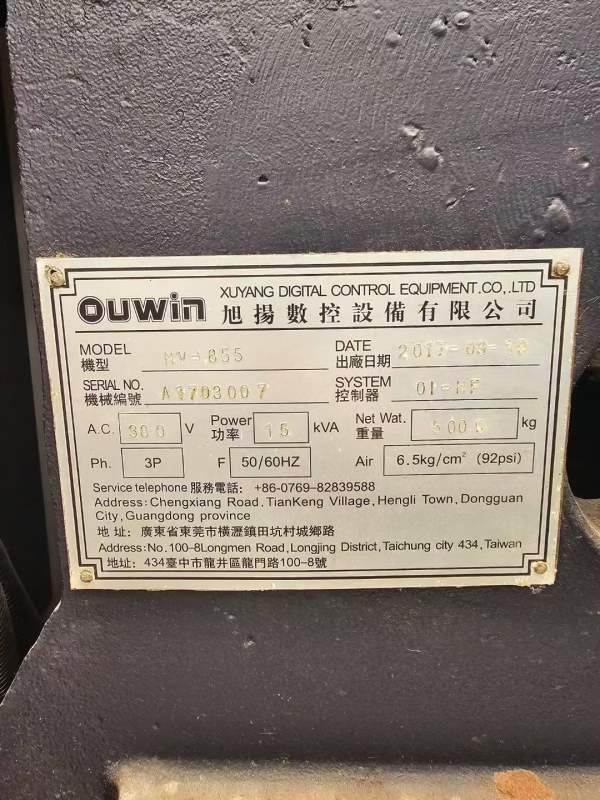 ouwin XUYANG DIGITAL CONTROL EQUIPMENT.CO,.LTD
旭揚數控設備有限公司
MODEL 機型 MV-855 DATE 出廠日期 2017-
SERIAL NO. 機械編號 SYSTEM 控制器
A.C. 380 V Power 功率 15 kVA Net Wat. 重量 kg
Ph. 3P F 50/60HZ Air 6.5kg/cm² (92psi)
Service telephone 服務電話: +86-0769-82839588
Address: Chengxiang Road. TianKeng Village, Hengli Town, Dongguan
City, Guangdong province
地 址: 廣東省東莞市橫瀝鎮田坑村城鄉路
Address:No.100-8Longmen Road, Longjing District, Taichung city 434, Taiwan
地址: 434臺中市龍井區龍門路100-8號